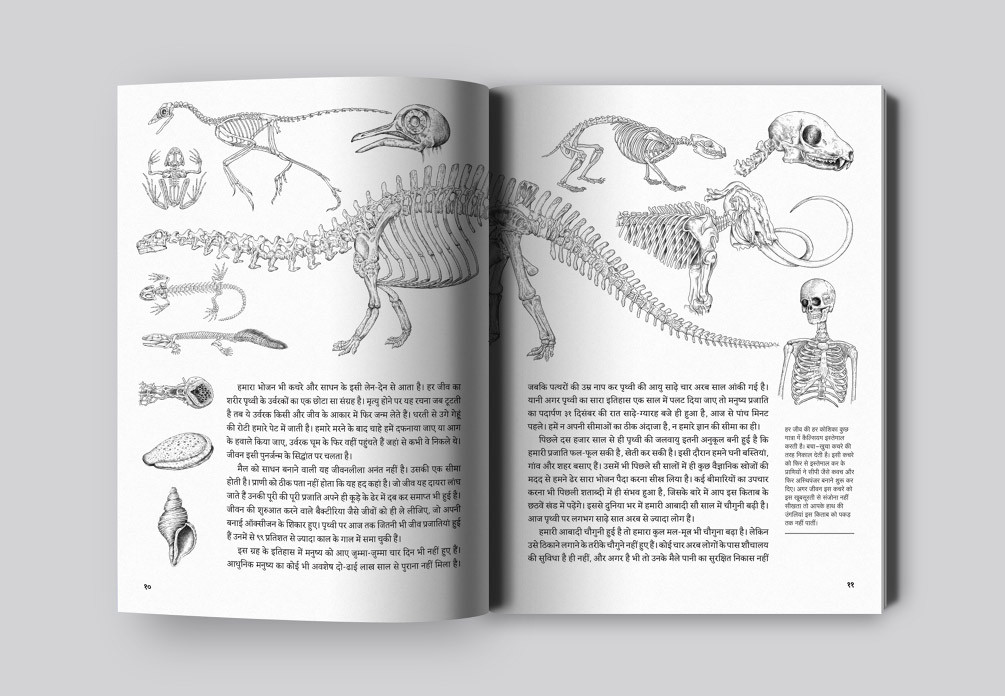 हमारा भोजन भी कचरे और साधन के इसी लेन-देन से आता है। हर जीव का
शरीर पृथ्वी के उर्वरकों का एक छोटा सा संग्रह है। मृत्यु होने पर यह रचना जब टूटती
है तब ये उर्वरक किसी और जीव के आकार में फिर जन्म लेते हैं। धरती से उगे गेहूं
की रोटी हमारे पेट में जाती है। हमारे मरने के बाद चाहे हमें दफनाया जाए या आग
के हवाले किया जाए, उर्वरक घूम के फिर वहीं पहुंचते हैं जहां से कभी वे निकले थे।
जीवन इसी पुनर्जन्म के सिद्धांत पर चलता है।
मैल को साधन बनाने वाली यह जीवनलीला अनंत नहीं है। उसकी एक सीमा
होती है। प्राणी को ठीक पता नहीं होता कि यह हद कहां है। जो जीव यह दायरा लांघ
जाते हैं उनकी पूरी की पूरी प्रजाति अपने ही कूड़े के ढेर में दब कर समाप्त भी हुई है।
जीवन की शुरुआत करने वाले बैक्टीरिया जैसे जीवों को ही ले लीजिए, जो अपनी
बनाई ऑक्सीजन के शिकार हुए। पृथ्वी पर आज तक जितनी भी जीव प्रजातियां हुई
हैं उनमें से ९९ प्रतिशत से ज्यादा काल के गाल में समा चुकी हैं।
इस ग्रह के इतिहास में मनुष्य को आए जुम्मा-जुम्मा चार दिन भी नहीं हुए हैं।
आधुनिक मनुष्य का कोई भी अवशेष दो-ढाई लाख साल से पुराना नहीं मिला है।
१०
जबकि पत्थरों की उम्र नाप कर पृथ्वी की आयु साढ़े चार अरब साल आंकी गई है।
यानी अगर पृथ्वी का सारा इतिहास एक साल में पलट दिया जाए तो मनुष्य प्रजाति
का पदार्पण ३१ दिसंबर की रात साढ़े-ग्यारह बजे ही हुआ है, आज से पांच मिनट
पहले। हमें न अपनी सीमाओं का ठीक अंदाजा है, न हमारे ज्ञान की सीमा का ही।
पिछले दस हजार साल से ही पृथ्वी की जलवायु इतनी अनुकूल बनी हुई है कि
हमारी प्रजाति फल-फूल सकी है, खेती कर सकी है। इसी दौरान हमने घनी बस्तियां,
गांव और शहर बसाए हैं। उसमें भी पिछले सौ सालों में ही कुछ वैज्ञानिक खोजों की
मदद से हमने ढेर सारा भोजन पैदा करना सीख लिया है। कई बीमारियों का उपचार
करना भी पिछली शताब्दी में ही संभव हुआ है, जिसके बारे में आप इस किताब के
छठवें खंड में पढ़ेंगे। इससे दुनिया भर में हमारी आबादी सौ साल में चौगुनी बढ़ी है।
आज पृथ्वी पर लगभग साढ़े सात अरब से ज्यादा लोग हैं।
हमारी आबादी चौगुनी हुई है तो हमारा कुल मल-मूत्र भी चौगुना बढ़ा है। लेकिन
उसे ठिकाने लगाने के तरीके चौगुने नहीं हुए हैं। कोई चार अरब लोगों के पास शौचालय
की सुविधा है ही नहीं, और अगर है भी तो उनके मैले पानी का सुरक्षित निकास नहीं
हर जीव की हर कोशिका कुछ
मात्रा में कैल्शियम इस्तेमाल
करती है। बचा-खुचा कचरे की
तरह निकाल देती है। इसी कचरे
को फिर से इस्तेमाल कर के
प्राणियों ने सीपी जैसे कवच और
फिर अस्थिपंजर बनाने शुरू कर
दिए। अगर जीवन इस कचरे को
इस खूबसूरती से संजोना नहीं
सीखता तो आपके हाथ की
उंगलियां इस किताब को पकड़
तक नहीं पातीं।
११